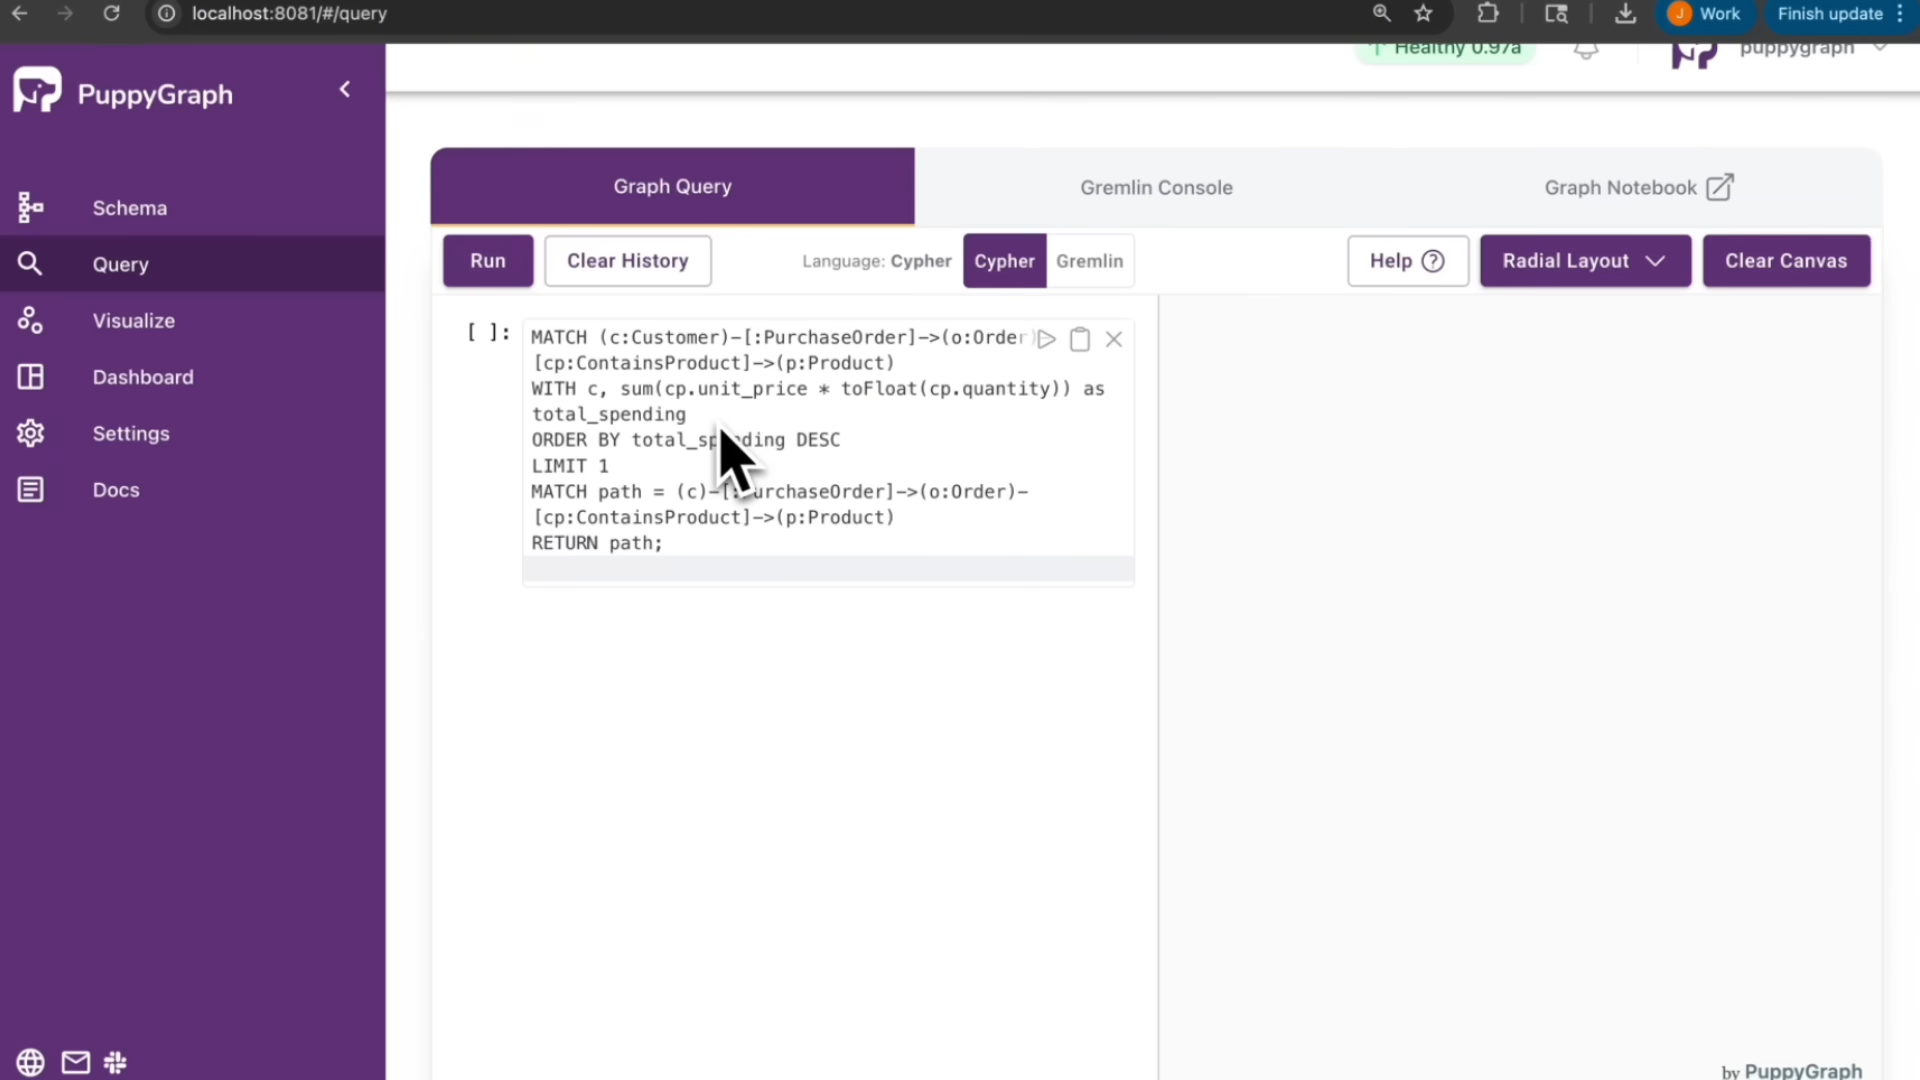 localhost:8081/#/query
Work
Finish update
PuppyGraph
Healthy 0.97a
puppygraph
Schema
Query
Visualize
Dashboard
Settings
Docs
Graph Query
Gremlin Console
Graph Notebook
Run
Clear History
Language: Cypher
Cypher
Gremlin
Help
Radial Layout
Clear Canvas
[ ]:
MATCH (c:Customer)-[:PurchaseOrder]->(o:Order)
[cp:ContainsProduct]->(p:Product)
WITH c, sum(cp.unit_price * toFloat(cp.quantity)) as
total_spending
ORDER BY total_spending DESC
LIMIT 1
MATCH path = (c)-[:PurchaseOrder]->(o:Order)-
[cp:ContainsProduct]->(p:Product)
RETURN path;
by PuppyGraph